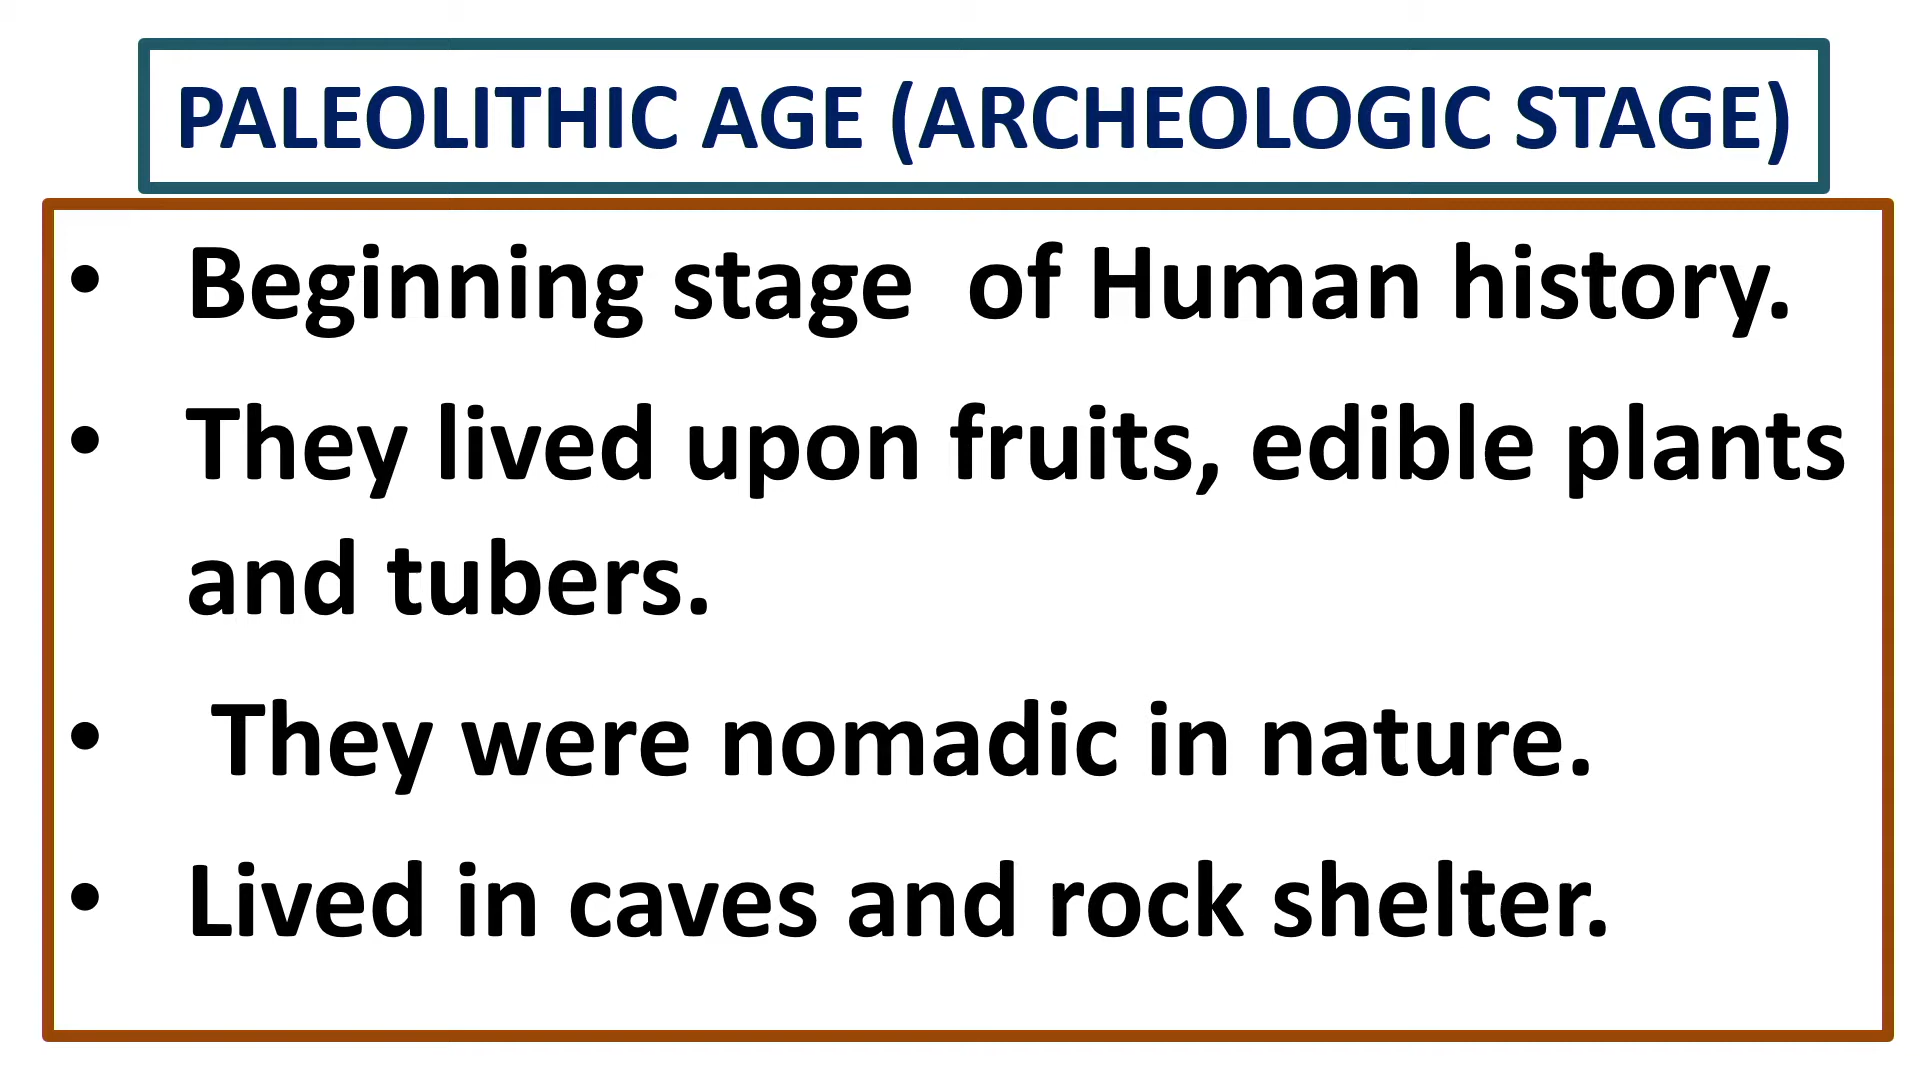 PALEOLITHIC AGE (ARCHEOLOGIC STAGE)
• Beginning stage  of Human history.
• They lived upon fruits, edible plants
and tubers.
• They were nomadic in nature.
• Lived in caves and rock shelter.